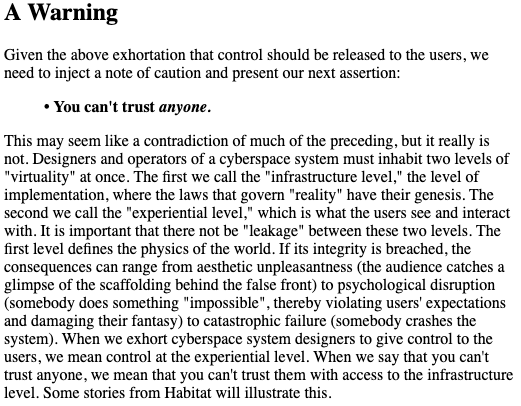 A Warning
Given the above exhortation that control should be released to the users, we
need to inject a note of caution and present our next assertion:
• You can't trust anyone.
This may seem like a contradiction of much of the preceding, but it really is
not. Designers and operators of a cyberspace system must inhabit two levels of
"virtuality" at once. The first we call the "infrastructure level," the level of
implementation, where the laws that govern "reality" have their genesis. The
second we call the "experiential level," which is what the users see and interact
with. It is important that there not be "leakage" between these two levels. The
first level defines the physics of the world. If its integrity is breached, the
consequences can range from aesthetic unpleasantness (the audience catches a
glimpse of the scaffolding behind the false front) to psychological disruption
(somebody does something "impossible", thereby violating users' expectations
and damaging their fantasy) to catastrophic failure (somebody crashes the
system). When we exhort cyberspace system designers to give control to the
users, we mean control at the experiential level. When we say that you can't
trust anyone, we mean that you can't trust them with access to the infrastructure
level. Some stories from Habitat will illustrate this.